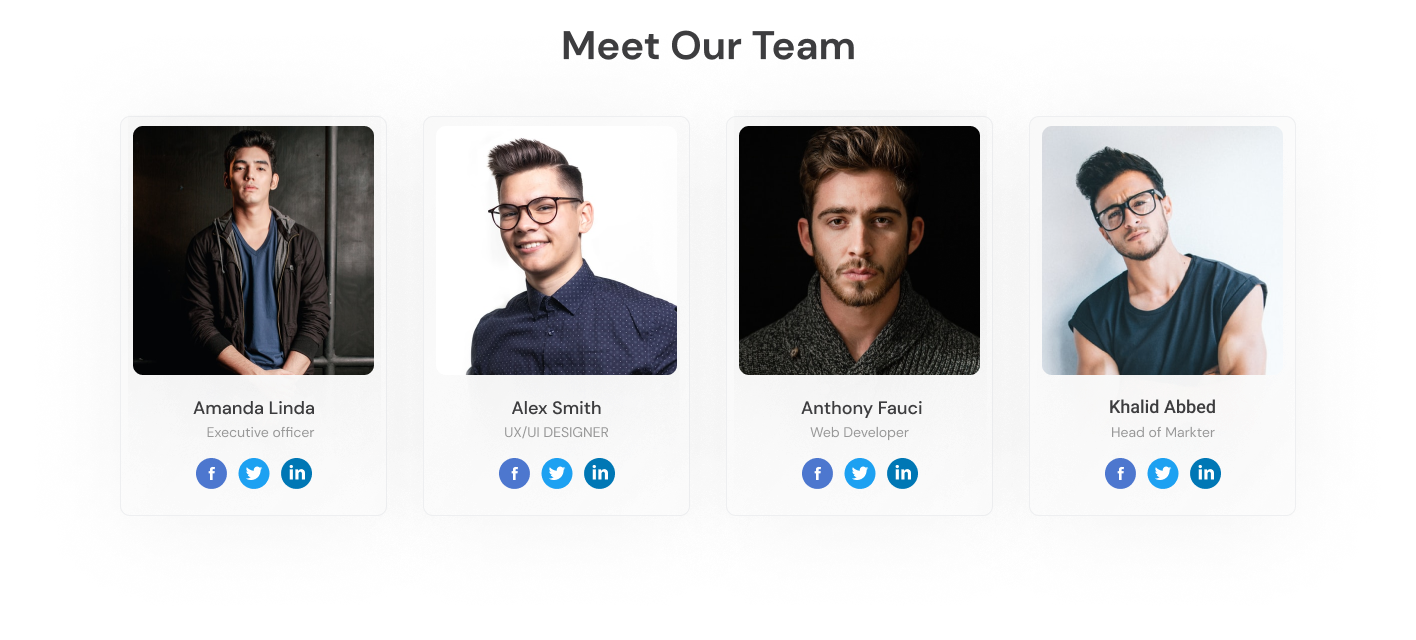 Meet Our Team
Amanda Linda
Executive officer
f in
Alex Smith
UX/UI DESIGNER
f in
Anthony Fauci
Web Developer
f in
Khalid Abbed
Head of Markter
f in